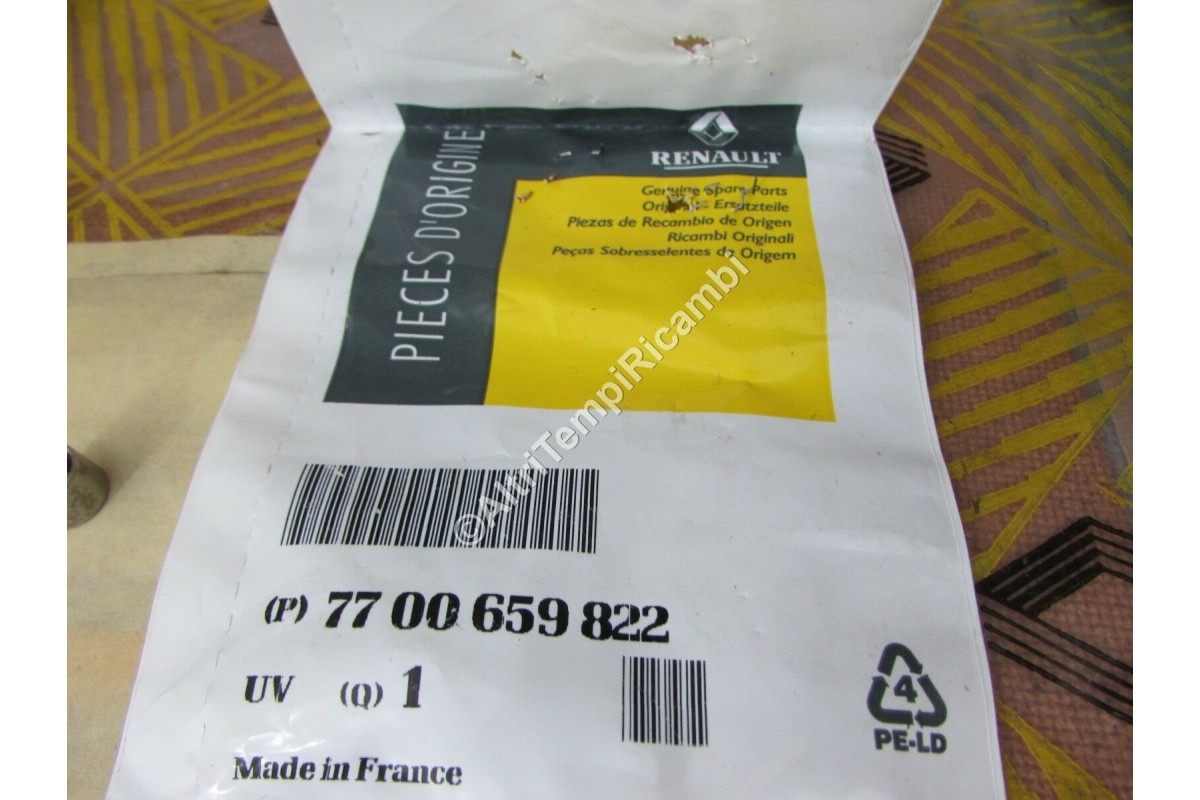 RENAULT
PIECES D'ORIGINE
Genuine Spare Parts
Ersatzteile
Piezas de Recambio de Origen
Ricambi Originali
Peças Sobresselentes de Origem
©AltriTempiRicambi
(P) 77 00 659 822
UV (Q) 1
4
PE-LD
Made in France